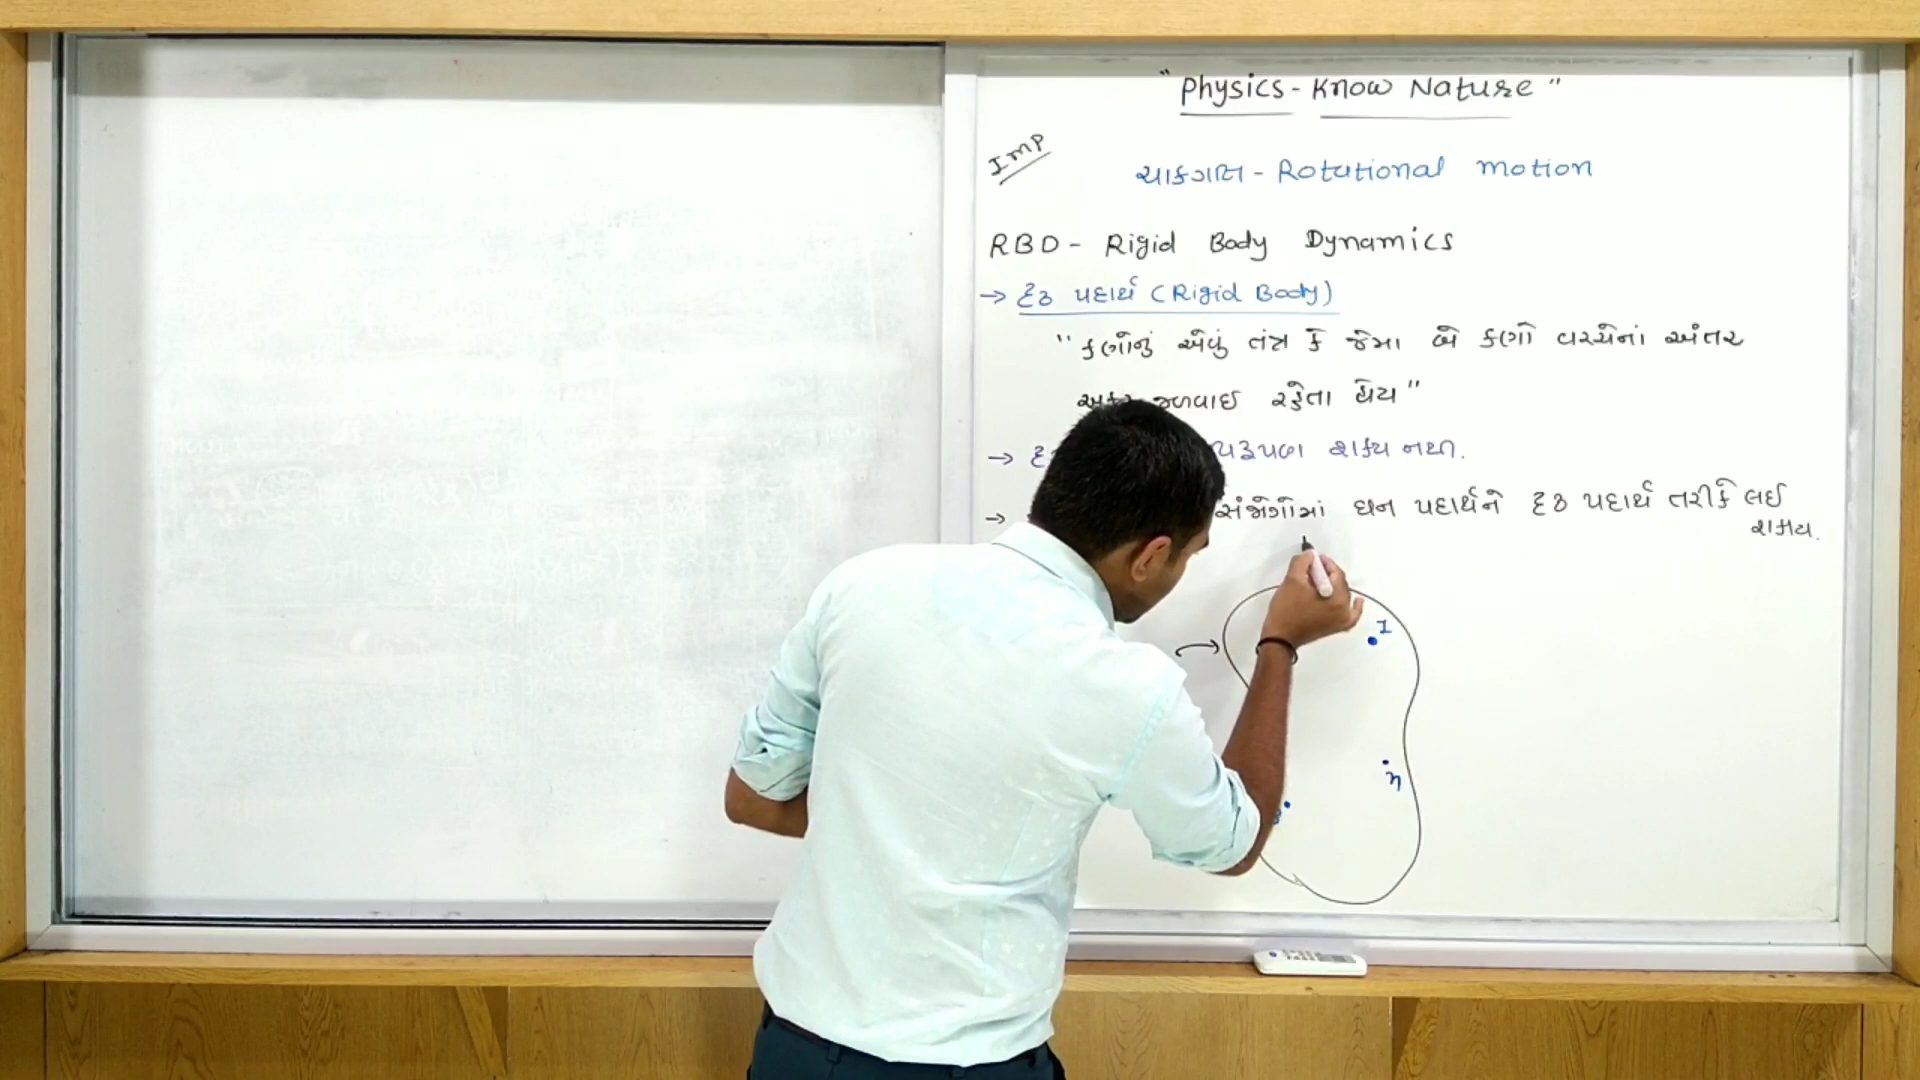 "Physics - Know Nature"
IMP
ચાકગતિ - Rotational motion
RBD - Rigid Body Dynamics
→ દૃઢ પદાર્થ (Rigid Body)
"કણોનું એવું તંત્ર કે જેમા બે કણો વચ્ચેનાં અંતર
જળવાઈ રહેતા હોય"
→ શક્ય નથી.
→ સંજોગોમાં ઘન પદાર્થને દૃઢ પદાર્થ તરીકે લઈ
શકાય.
1
n
3